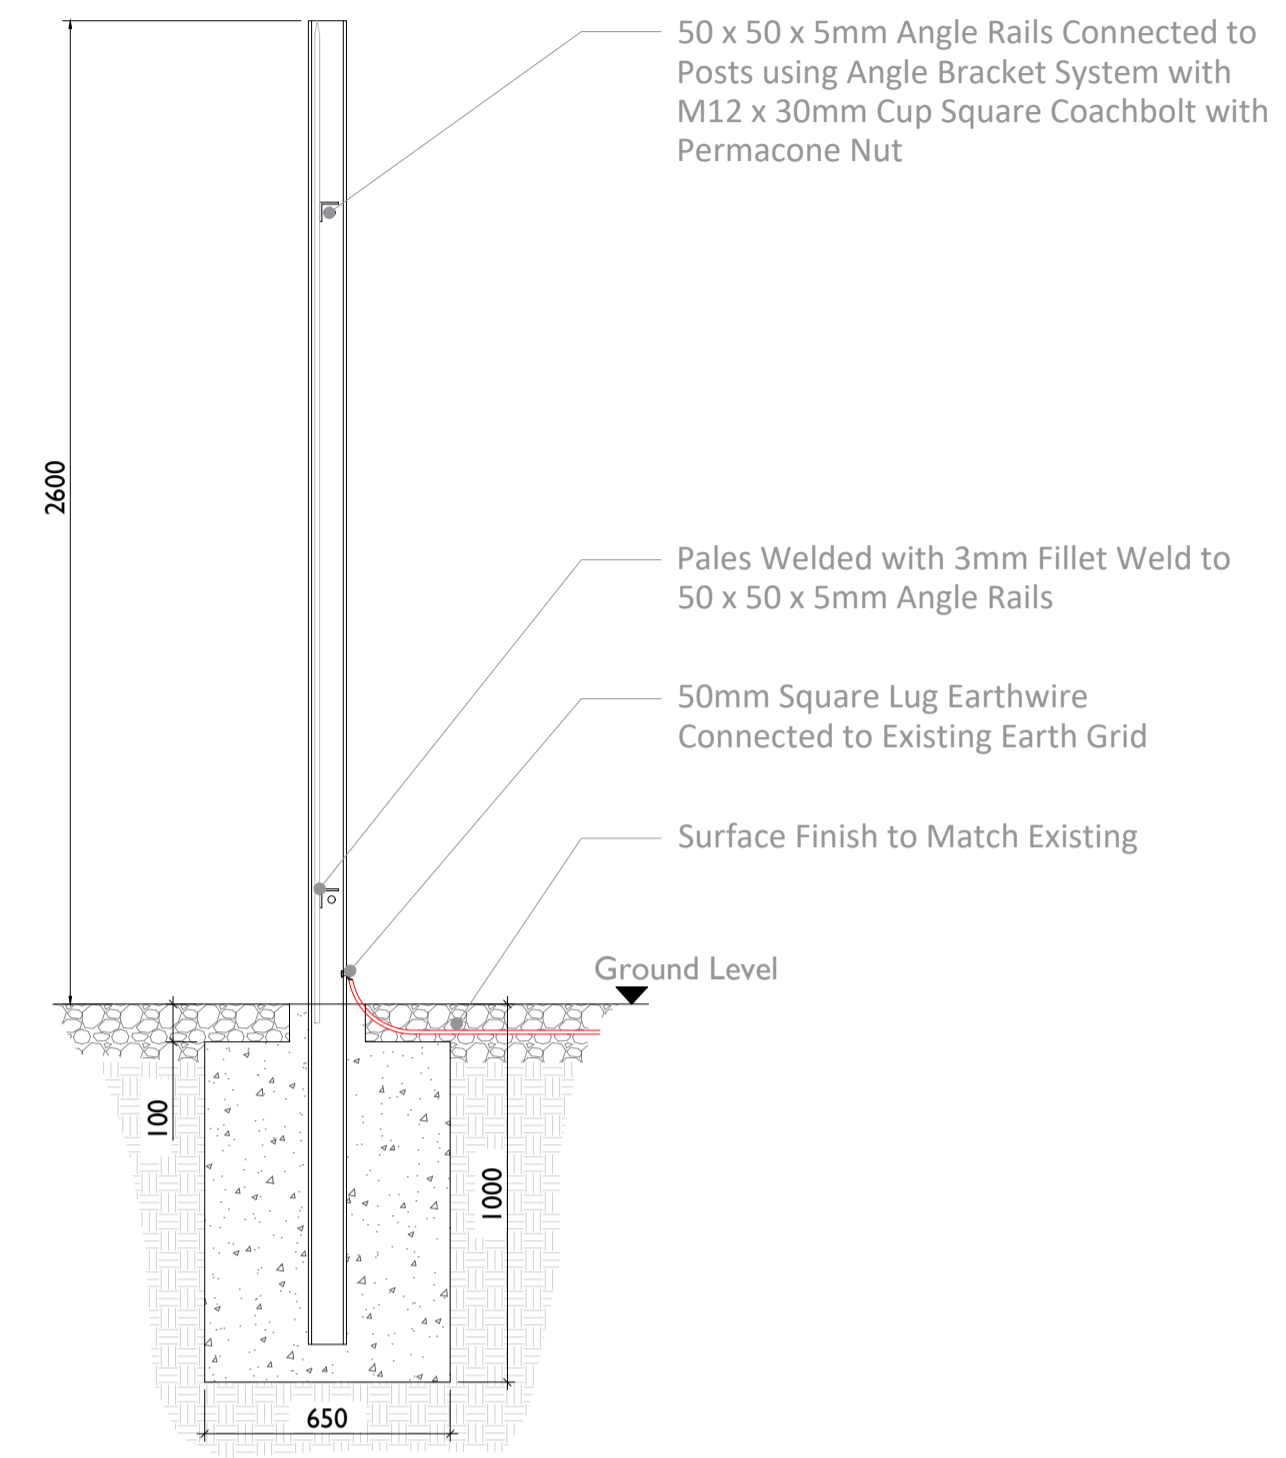 50 x 50 x 5mm Angle Rails Connected to
Posts using Angle Bracket System with
M12 x 30mm Cup Square Coachbolt with
Permacone Nut
2600
Pales Welded with 3mm Fillet Weld to
50 x 50 x 5mm Angle Rails
50mm Square Lug Earthwire
Connected to Existing Earth Grid
Surface Finish to Match Existing
Ground Level
100
1000
650